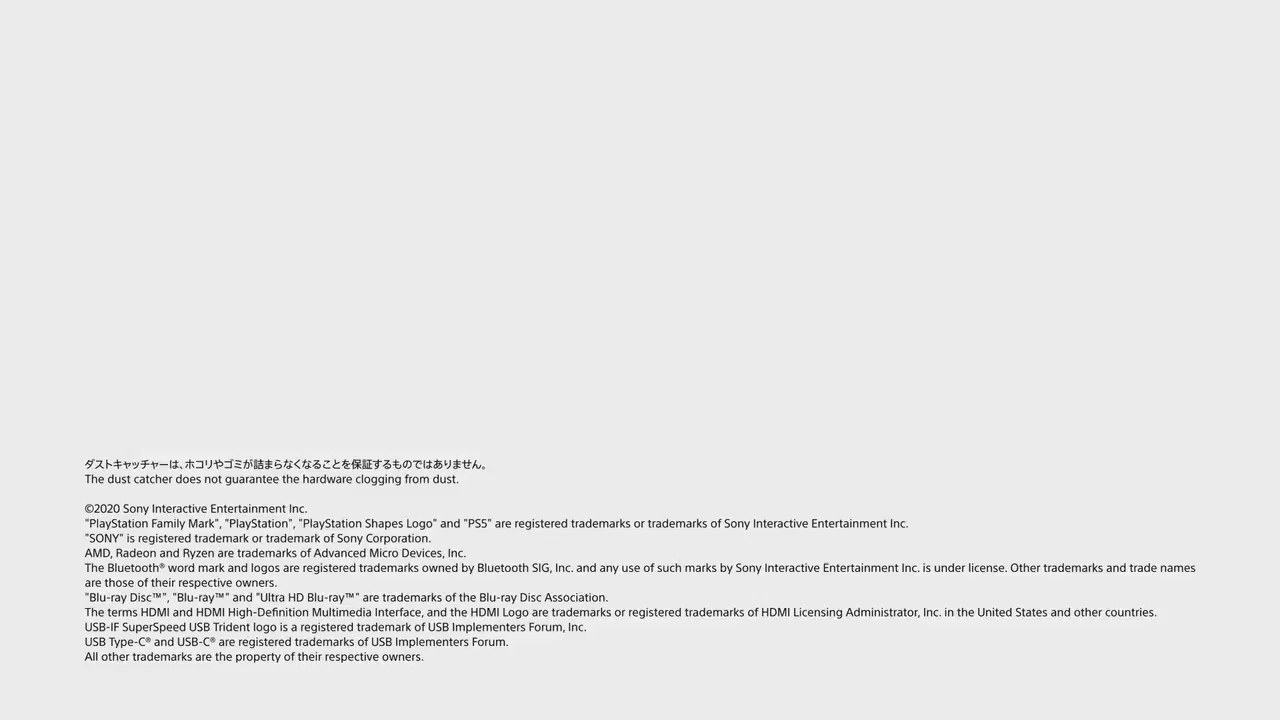 ダストキャッチャーは、ホコリやゴミが詰まらなくなることを保証するものではありません。
The dust catcher does not guarantee the hardware clogging from dust.
©2020 Sony Interactive Entertainment Inc.
"PlayStation Family Mark", "PlayStation", "PlayStation Shapes Logo" and "PS5" are registered trademarks or trademarks of Sony Interactive Entertainment Inc.
"SONY" is registered trademark or trademark of Sony Corporation.
AMD, Radeon and Ryzen are trademarks of Advanced Micro Devices, Inc.
The Bluetooth® word mark and logos are registered trademarks owned by Bluetooth SIG, Inc. and any use of such marks by Sony Interactive Entertainment Inc. is under license. Other trademarks and trade names
are those of their respective owners.
"Blu-ray Disc™", "Blu-ray™" and "Ultra HD Blu-ray™" are trademarks of the Blu-ray Disc Association.
The terms HDMI and HDMI High-Definition Multimedia Interface, and the HDMI Logo are trademarks or registered trademarks of HDMI Licensing Administrator, Inc. in the United States and other countries.
USB-IF SuperSpeed USB Trident logo is a registered trademark of USB Implementers Forum, Inc.
USB Type-C® and USB-C® are registered trademarks of USB Implementers Forum.
All other trademarks are the property of their respective owners.